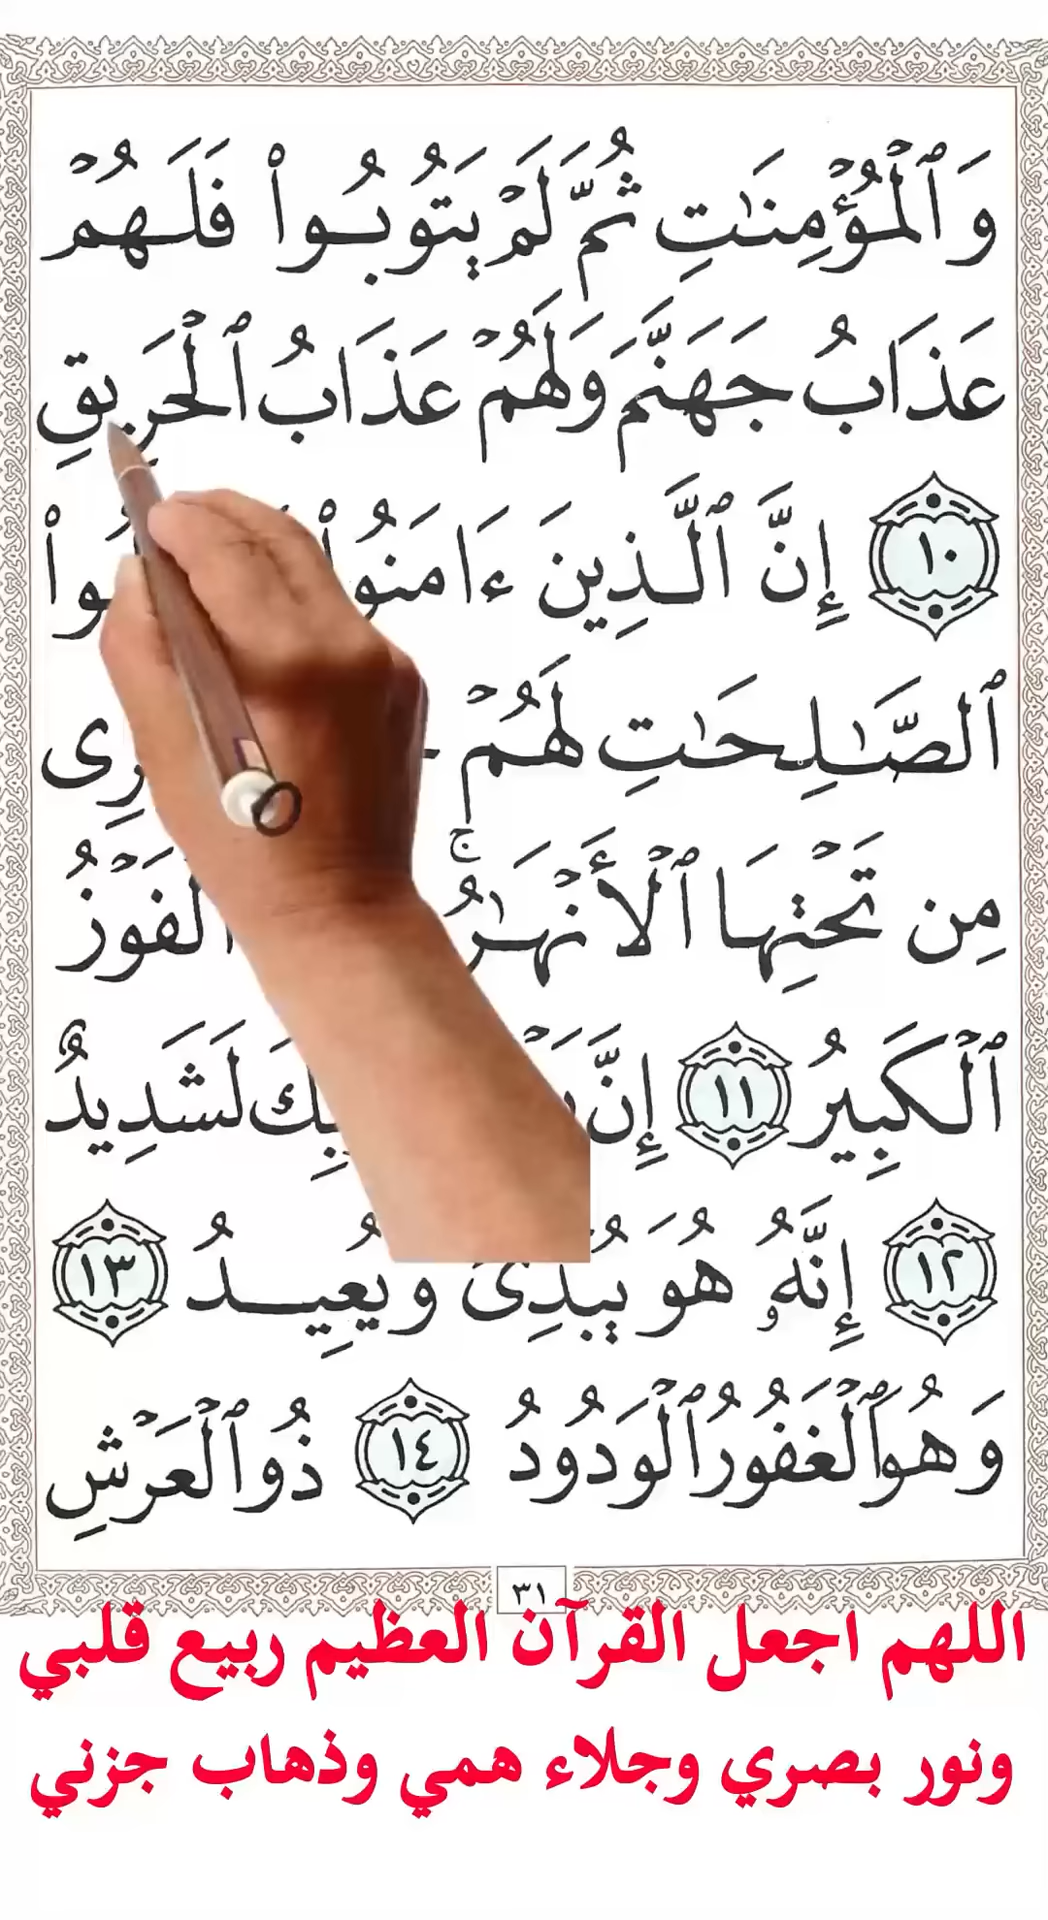 وَٱلْمُؤْمِنَٰتِ ثُمَّ لَمْ يَتُوبُوا۟ فَلَهُمْ
عَذَابُ جَهَنَّمَ وَلَهُمْ عَذَابُ ٱلْحَرِيقِ
١٠ إِنَّ ٱلَّذِينَ ءَامَنُوا۟
ٱلصَّٰلِحَٰتِ لَهُمْ
مِن تَحْتِهَا ٱلْأَنْهَٰرُ ۚ ٱلْفَوْزُ
ٱلْكَبِيرُ ١١ إِنَّ لَشَدِيدٌ
١٢ إِنَّهُۥ هُوَ يُبْدِئُ وَيُعِيدُ ١٣
وَهُوَ ٱلْغَفُورُ ٱلْوَدُودُ ١٤ ذُو ٱلْعَرْشِ
٣١
اللهم اجعل القرآن العظيم ربيع قلبي
ونور بصري وجلاء همي وذهاب جزني